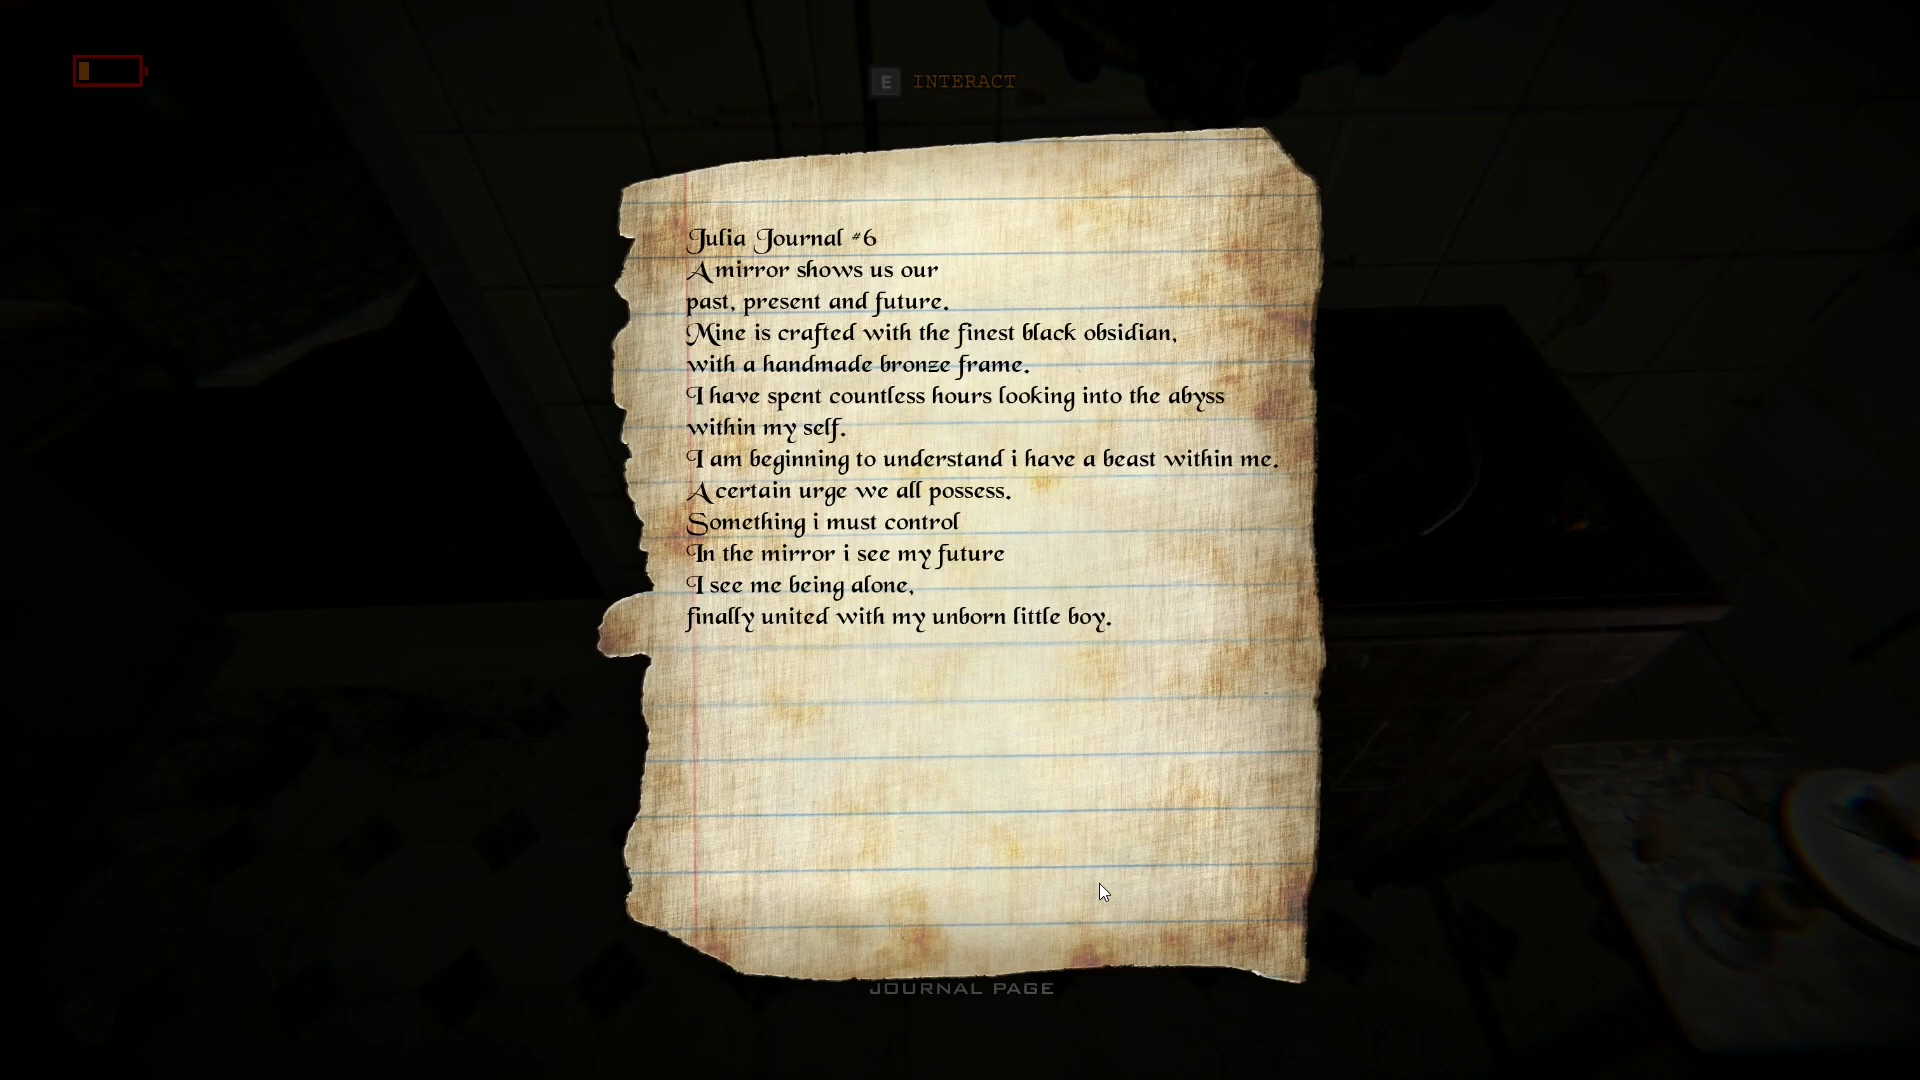 E INTERACT
Julia Journal #6
A mirror shows us our
past, present and future.
Mine is crafted with the finest black obsidian,
with a handmade bronze frame.
I have spent countless hours looking into the abyss
within my self.
I am beginning to understand i have a beast within me.
A certain urge we all possess.
Something i must control
In the mirror i see my future
I see me being alone,
finally united with my unborn little boy.
JOURNAL PAGE